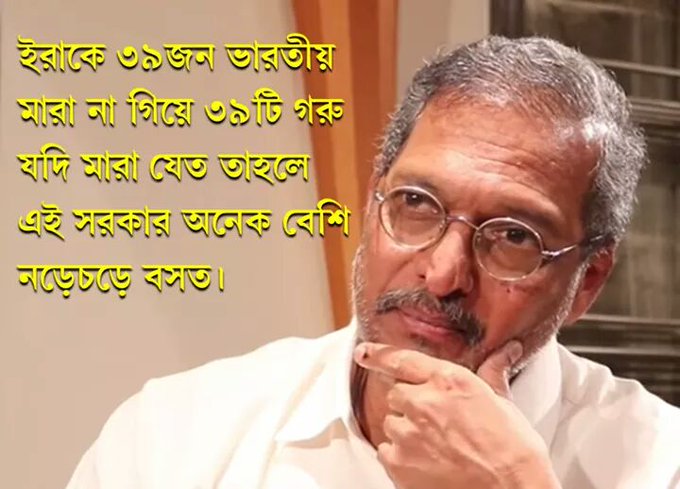 ইরাকে ৩৯জন ভারতীয়
মারা না গিয়ে ৩৯টি গরু
যদি মারা যেত তাহলে
এই সরকার অনেক বেশি
নড়েচড়ে বসত।